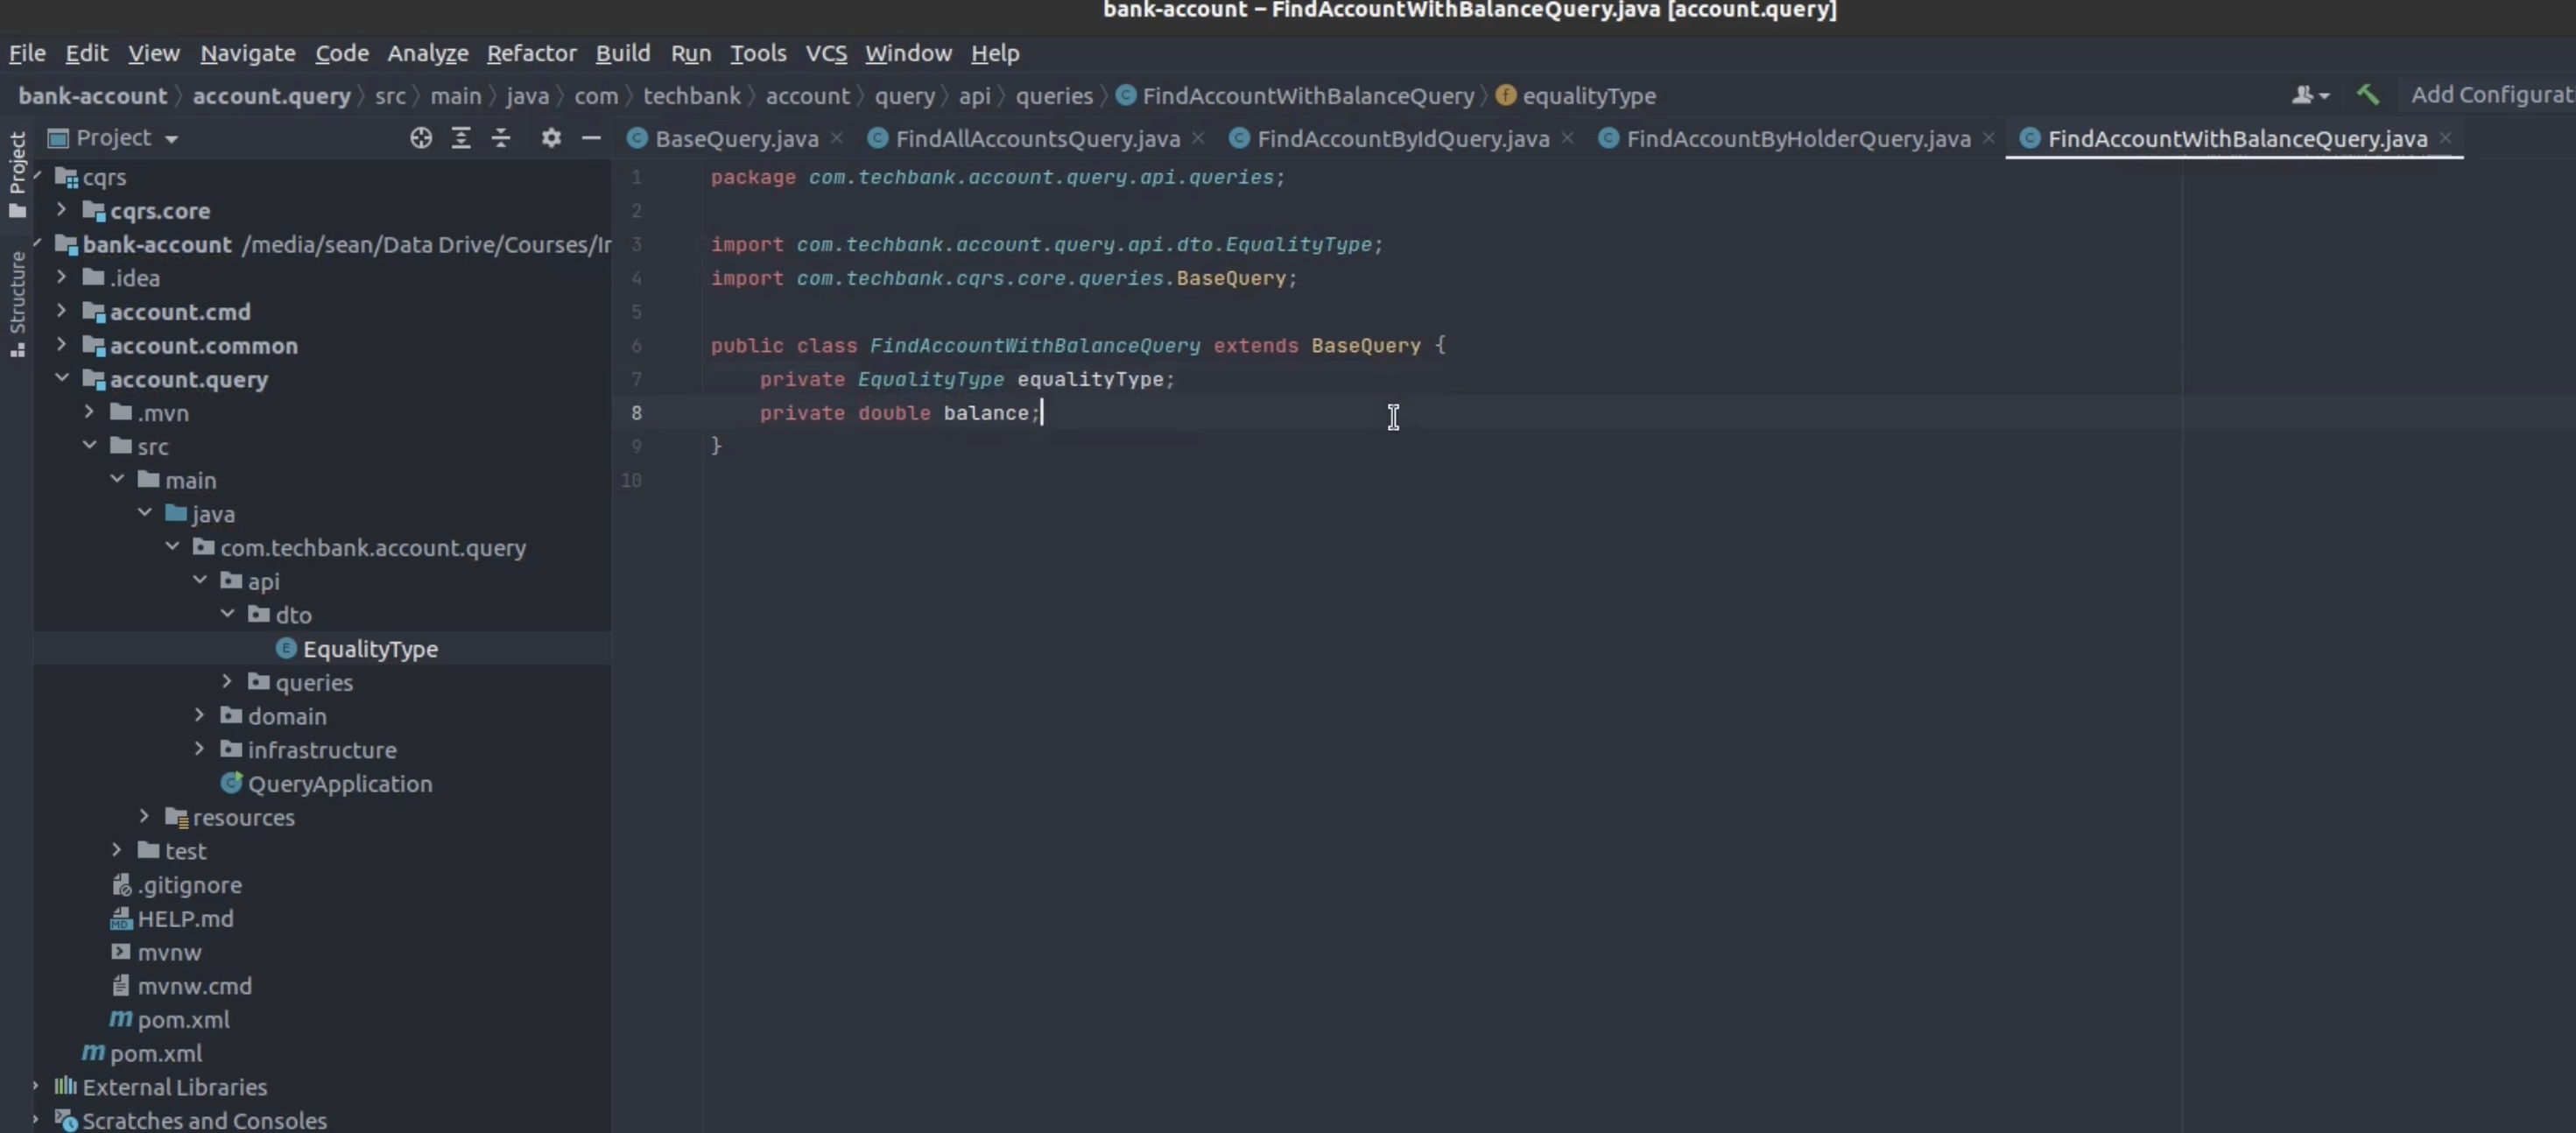 bank-account – FindAccountWithBalanceQuery.java [account.query]
File Edit View Navigate Code Analyze Refactor Build Run Tools VCS Window Help
bank-account account.query src main java com techbank account query api queries FindAccountWithBalanceQuery equalityType
Add Configurati
Project
Structure
Project
cqrs
cqrs.core
bank-account /media/sean/Data Drive/Courses/Ir
.idea
account.cmd
account.common
account.query
.mvn
src
main
java
com.techbank.account.query
api
dto
EqualityType
queries
domain
infrastructure
QueryApplication
resources
test
.gitignore
HELP.md
mvnw
mvnw.cmd
pom.xml
pom.xml
External Libraries
Scratches and Consoles
BaseQuery.java FindAllAccountsQuery.java FindAccountByIdQuery.java FindAccountByHolderQuery.java FindAccountWithBalanceQuery.java
1 package com.techbank.account.query.api.queries;
2
3 import com.techbank.account.query.api.dto.EqualityType;
4 import com.techbank.cqrs.core.queries.BaseQuery;
5
6 public class FindAccountWithBalanceQuery extends BaseQuery {
7 private EqualityType equalityType;
8 private double balance;
9 }
10